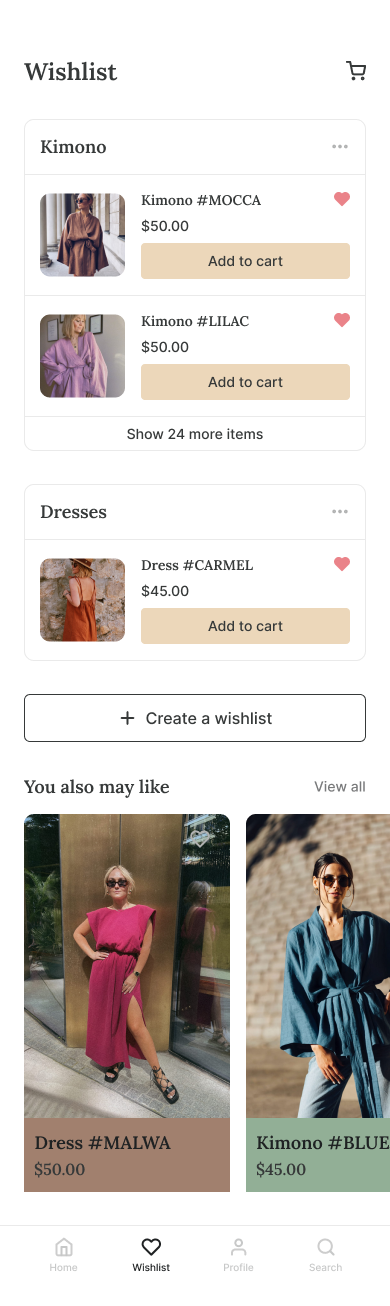 Wishlist
Kimono
Kimono #MOCCA
$50.00
Add to cart
Kimono #LILAC
$50.00
Add to cart
Show 24 more items
Dresses
Dress #CARMEL
$45.00
Add to cart
Create a wishlist
You also may like
View all
Dress #MALWA
$50.00
Kimono #BLUE
$45.00
Home
Wishlist
Profile
Search